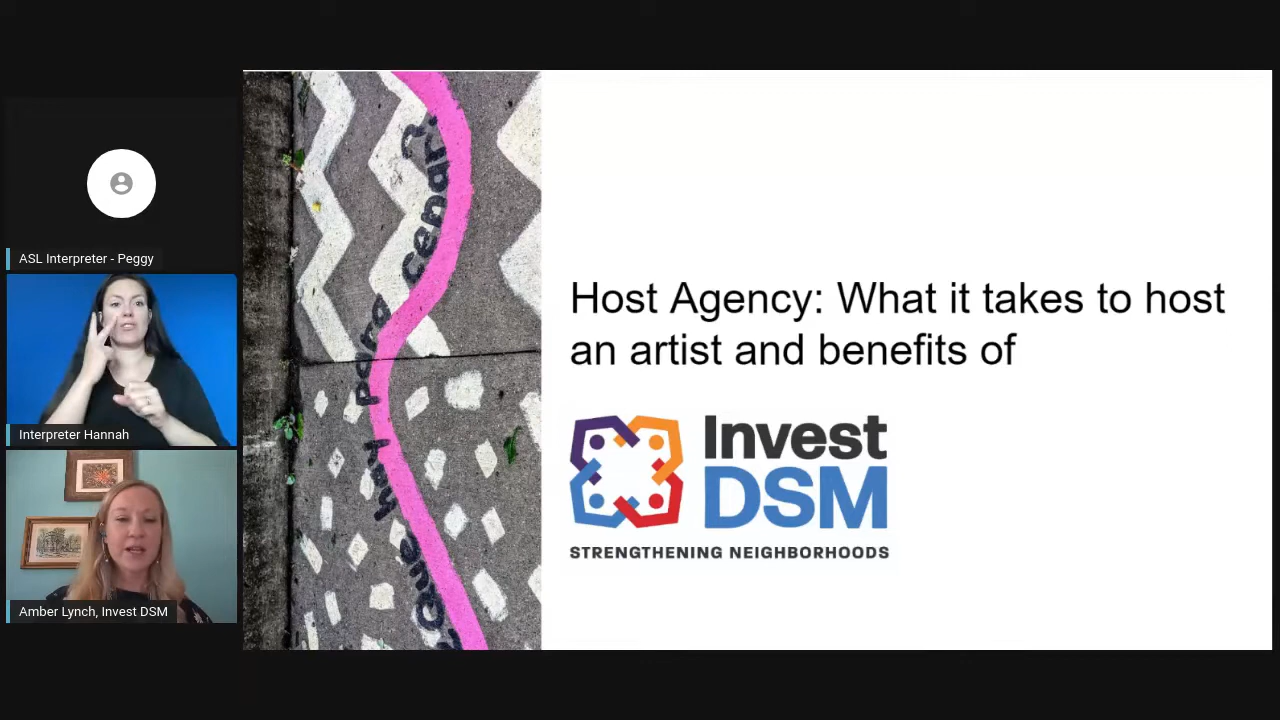 ASL Interpreter - Peggy
Interpreter Hannah
Amber Lynch, Invest DSM
Host Agency: What it takes to host
an artist and benefits of
Invest
DSM
STRENGTHENING NEIGHBORHOODS